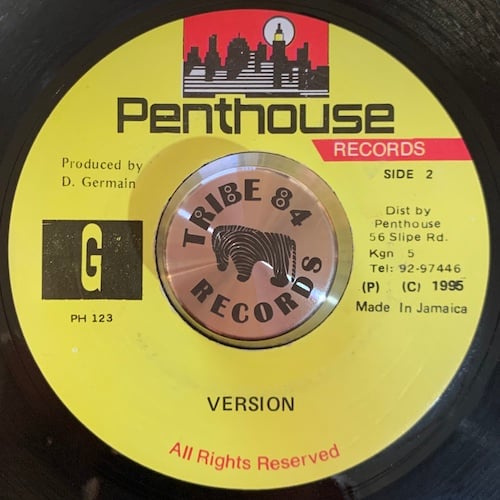 Penthouse
RECORDS
Produced by
D. Germain
SIDE 2
G
PH 123
TRIBE 84
RECORDS
Dist by
Penthouse
56 Slipe Rd.
Kgn 5
Tel: 92-97446
(P) (C) 1995
Made In Jamaica
VERSION
All Rights Reserved